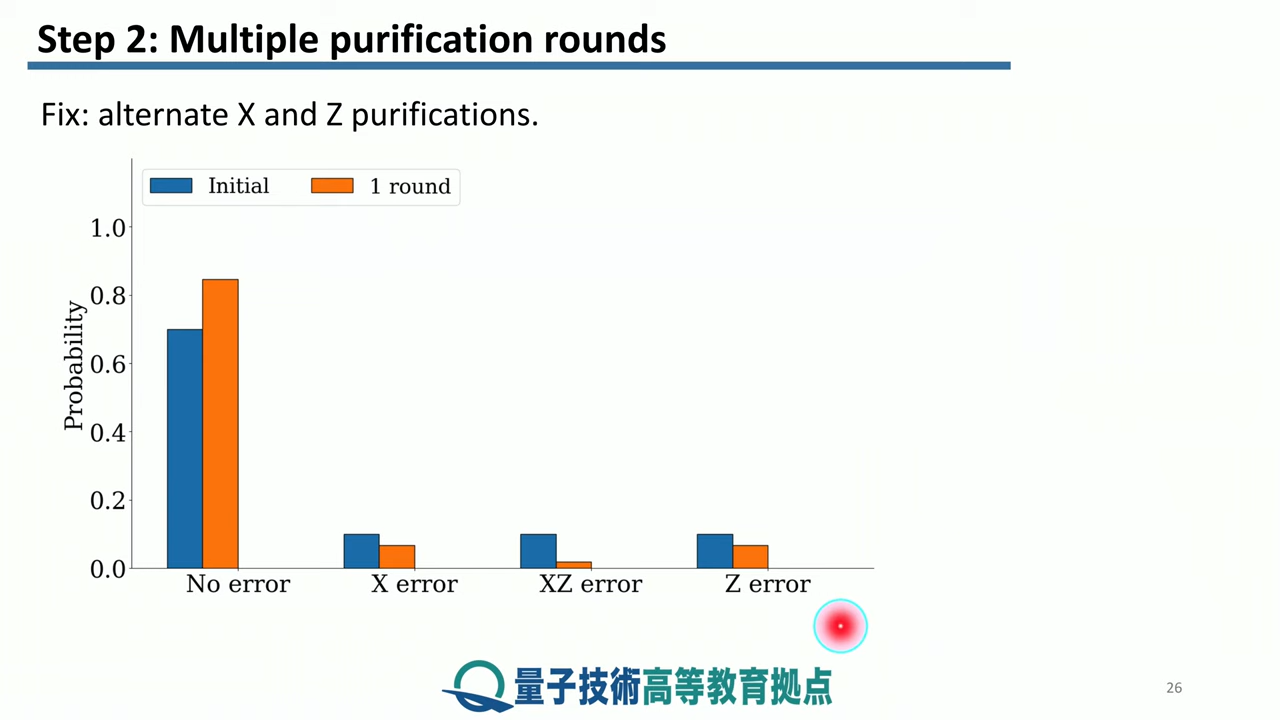 Step 2: Multiple purification rounds
Fix: alternate X and Z purifications.
Initial
1 round
1.0
0.8
0.6
0.4
0.2
0.0
Probability
No error
X error
XZ error
Z error
量子技術高等教育拠点
26